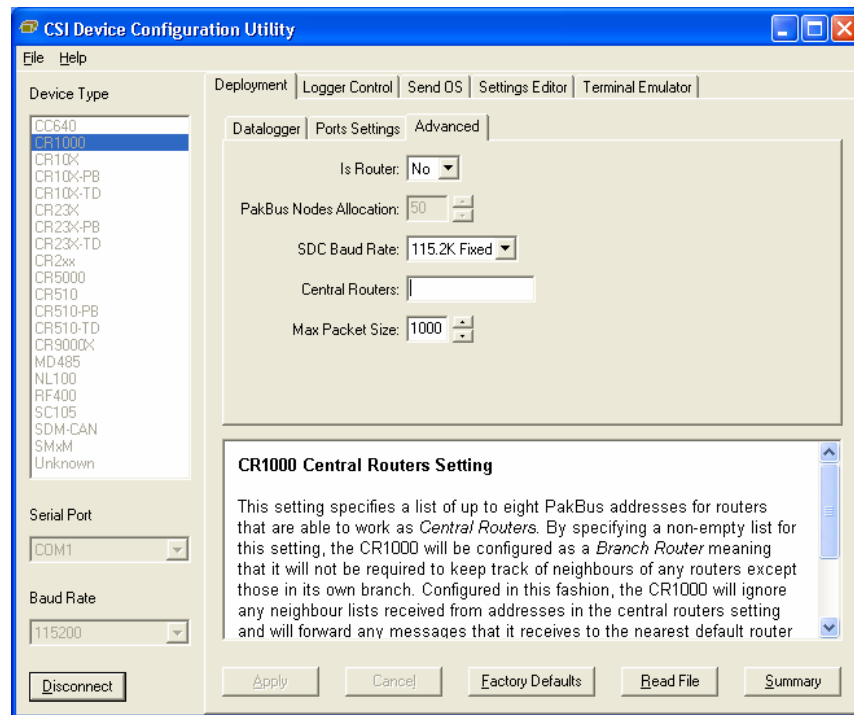 CSI Device Configuration Utility
File Help
Device Type
CC640
CR1000
CR10X
CR10X-PB
CR10X-TD
CR23X
CR23X-PB
CR23X-TD
CR2xx
CR5000
CR510
CR510-PB
CR510-TD
CR9000X
MD485
NL100
RF400
SC105
SDM-CAN
SMxM
Unknown
Serial Port
COM1
Baud Rate
115200
Disconnect
Deployment Logger Control Send OS Settings Editor Terminal Emulator
Datalogger Ports Settings Advanced
Is Router: No
PakBus Nodes Allocation: 50
SDC Baud Rate: 115.2K Fixed
Central Routers:
Max Packet Size: 1000
CR1000 Central Routers Setting
This setting specifies a list of up to eight PakBus addresses for routers
that are able to work as Central Routers. By specifying a non-empty list for
this setting, the CR1000 will be configured as a Branch Router meaning
that it will not be required to keep track of neighbours of any routers except
those in its own branch. Configured in this fashion, the CR1000 will ignore
any neighbour lists received from addresses in the central routers setting
and will forward any messages that it receives to the nearest default router
Apply Cancel Factory Defaults Read File Summary